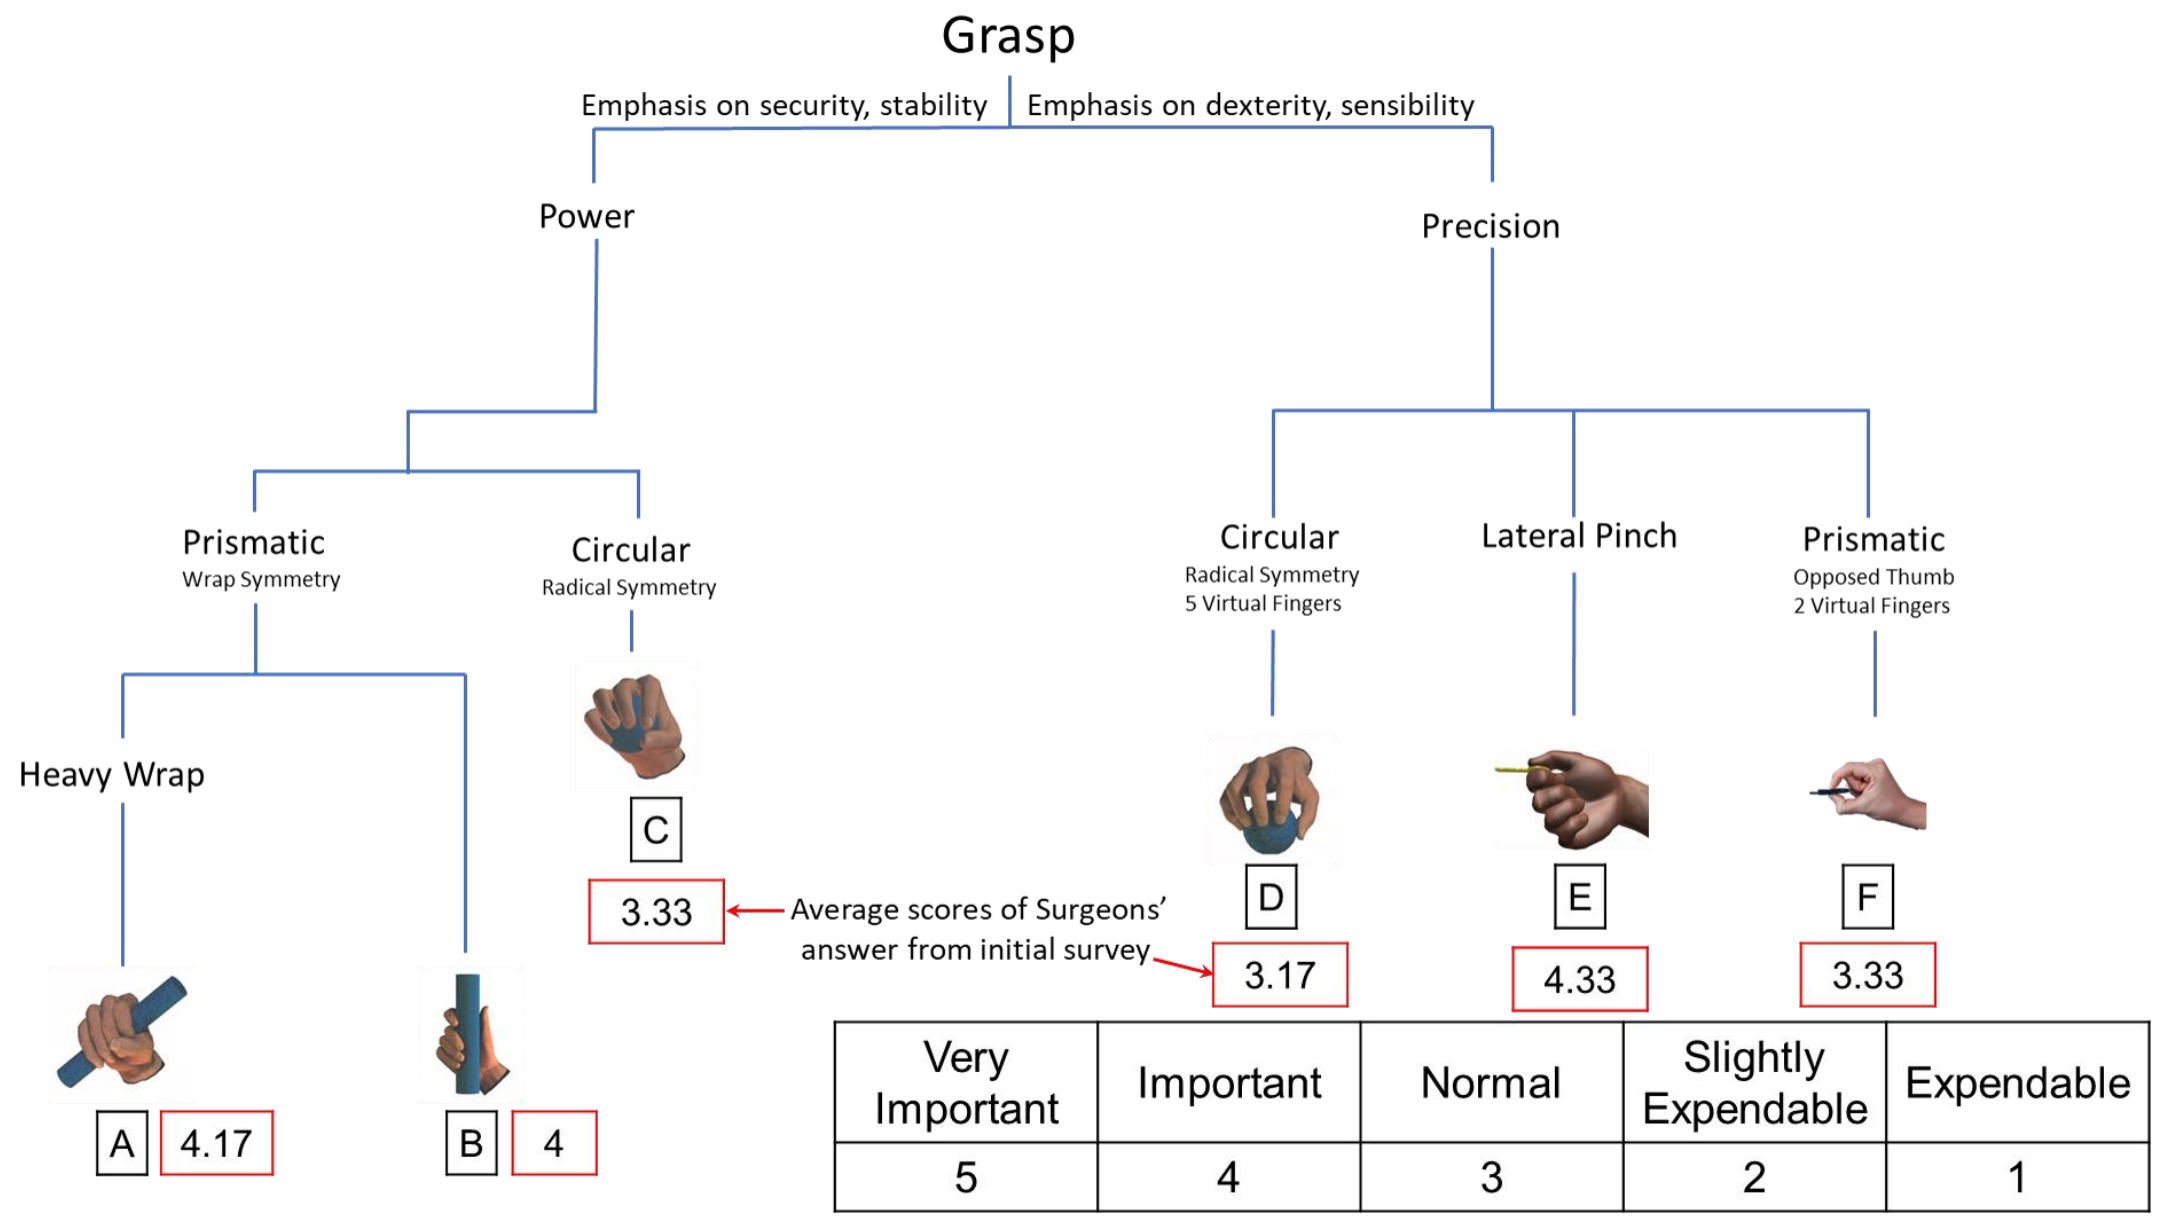 Grasp
Emphasis on security, stability
Emphasis on dexterity, sensibility
Power
Precision
Prismatic
Wrap Symmetry
Circular
Radical Symmetry
Circular
Radical Symmetry
5 Virtual Fingers
Lateral Pinch
Prismatic
Opposed Thumb
2 Virtual Fingers
Heavy Wrap
C
3.33
Average scores of Surgeons’
answer from initial survey
D
3.17
E
4.33
F
3.33
A
4.17
B
4
Very
Important
Important
Normal
Slightly
Expendable
Expendable
5
4
3
2
1